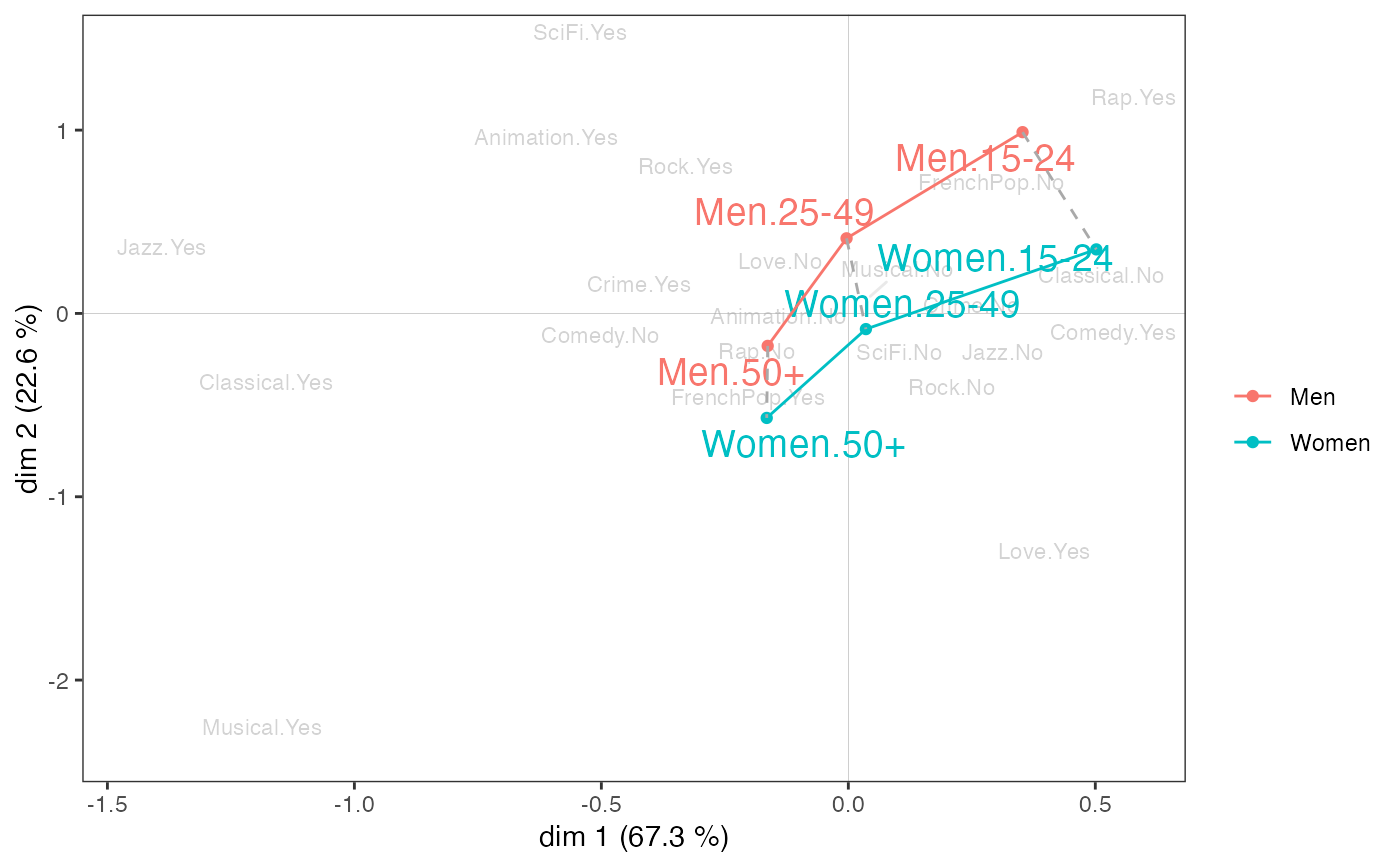 SciFi.Yes
Rap.Yes
1
Animation.Yes
Men.15-24
Rock.Yes
FrenchPop.No
Men.25-49
Jazz.Yes
Love.No
Women.15-24
Musical.No
Classical.No
Crime.Yes
Women.25-49
Crime.No
0
Animation.No
Comedy.Yes
Comedy.No
Rap.No
SciFi.No
Jazz.No
Men.50+
Classical.Yes
Rock.No
FrenchPop.Yes
Men
Women.50+
Women
-1
Love.Yes
-2
Musical.Yes
-1.5
-1.0
-0.5
0.0
0.5
dim 1 (67.3 %)
dim 2 (22.6 %)